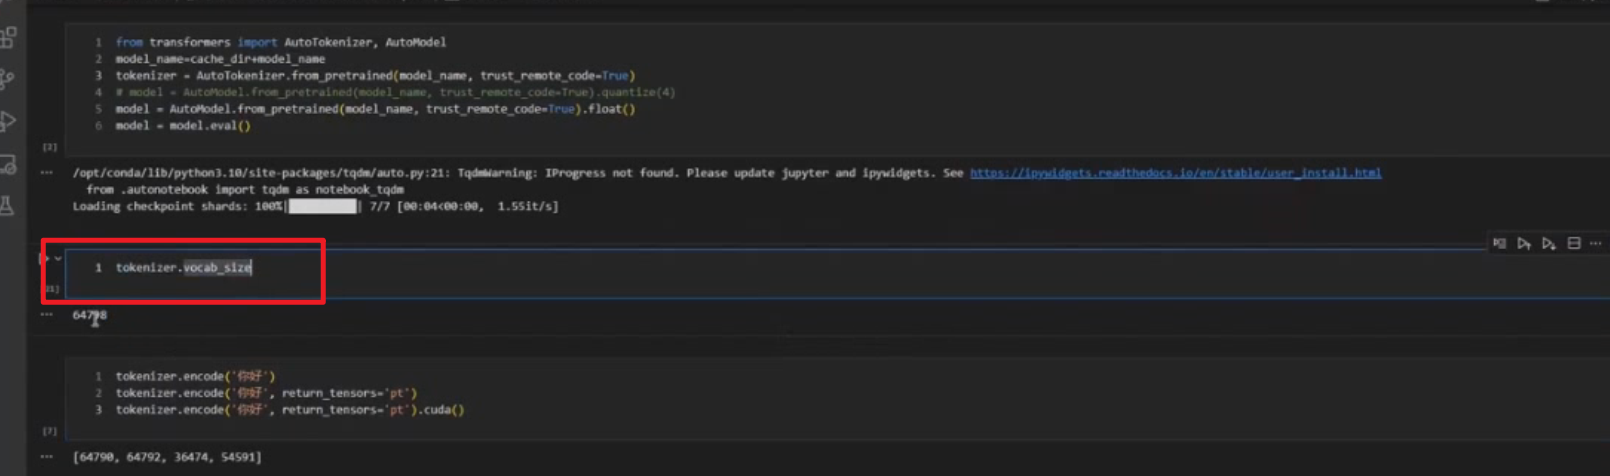 1 from transformers import AutoTokenizer, AutoModel
2 model_name=cache_dir+model_name
3 tokenizer = AutoTokenizer.from_pretrained(model_name, trust_remote_code=True)
4 # model = AutoModel.from_pretrained(model_name, trust_remote_code=True).quantize(4)
5 model = AutoModel.from_pretrained(model_name, trust_remote_code=True).float()
6 model = model.eval()
/opt/conda/lib/python3.10/site-packages/tqdm/auto.py:21: TqdmWarning: IProgress not found. Please update jupyter and ipywidgets. See https://ipywidgets.readthedocs.io/en/stable/user_install.html
from .autonotebook import tqdm as notebook_tqdm
Loading checkpoint shards: 100%| | 7/7 [00:04<00:00, 1.55it/s]
1 tokenizer.vocab_size
64798
1 tokenizer.encode('你好')
2 tokenizer.encode('你好', return_tensors='pt')
3 tokenizer.encode('你好', return_tensors='pt').cuda()
[7]
[64790, 64792, 36474, 54591]